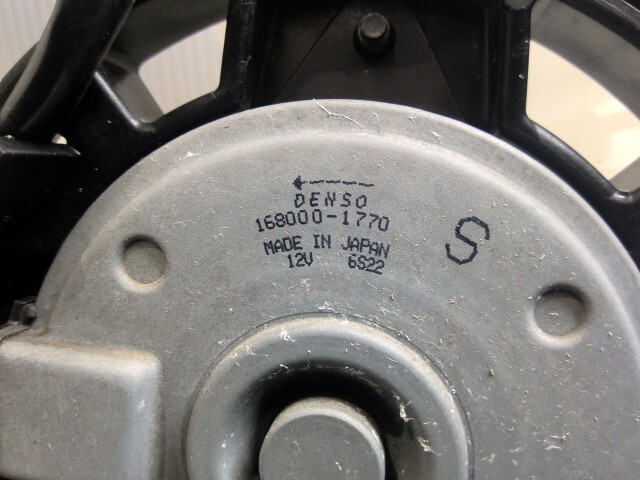 DENSO
168000-1770
S
MADE IN JAPAN
12V 6S22